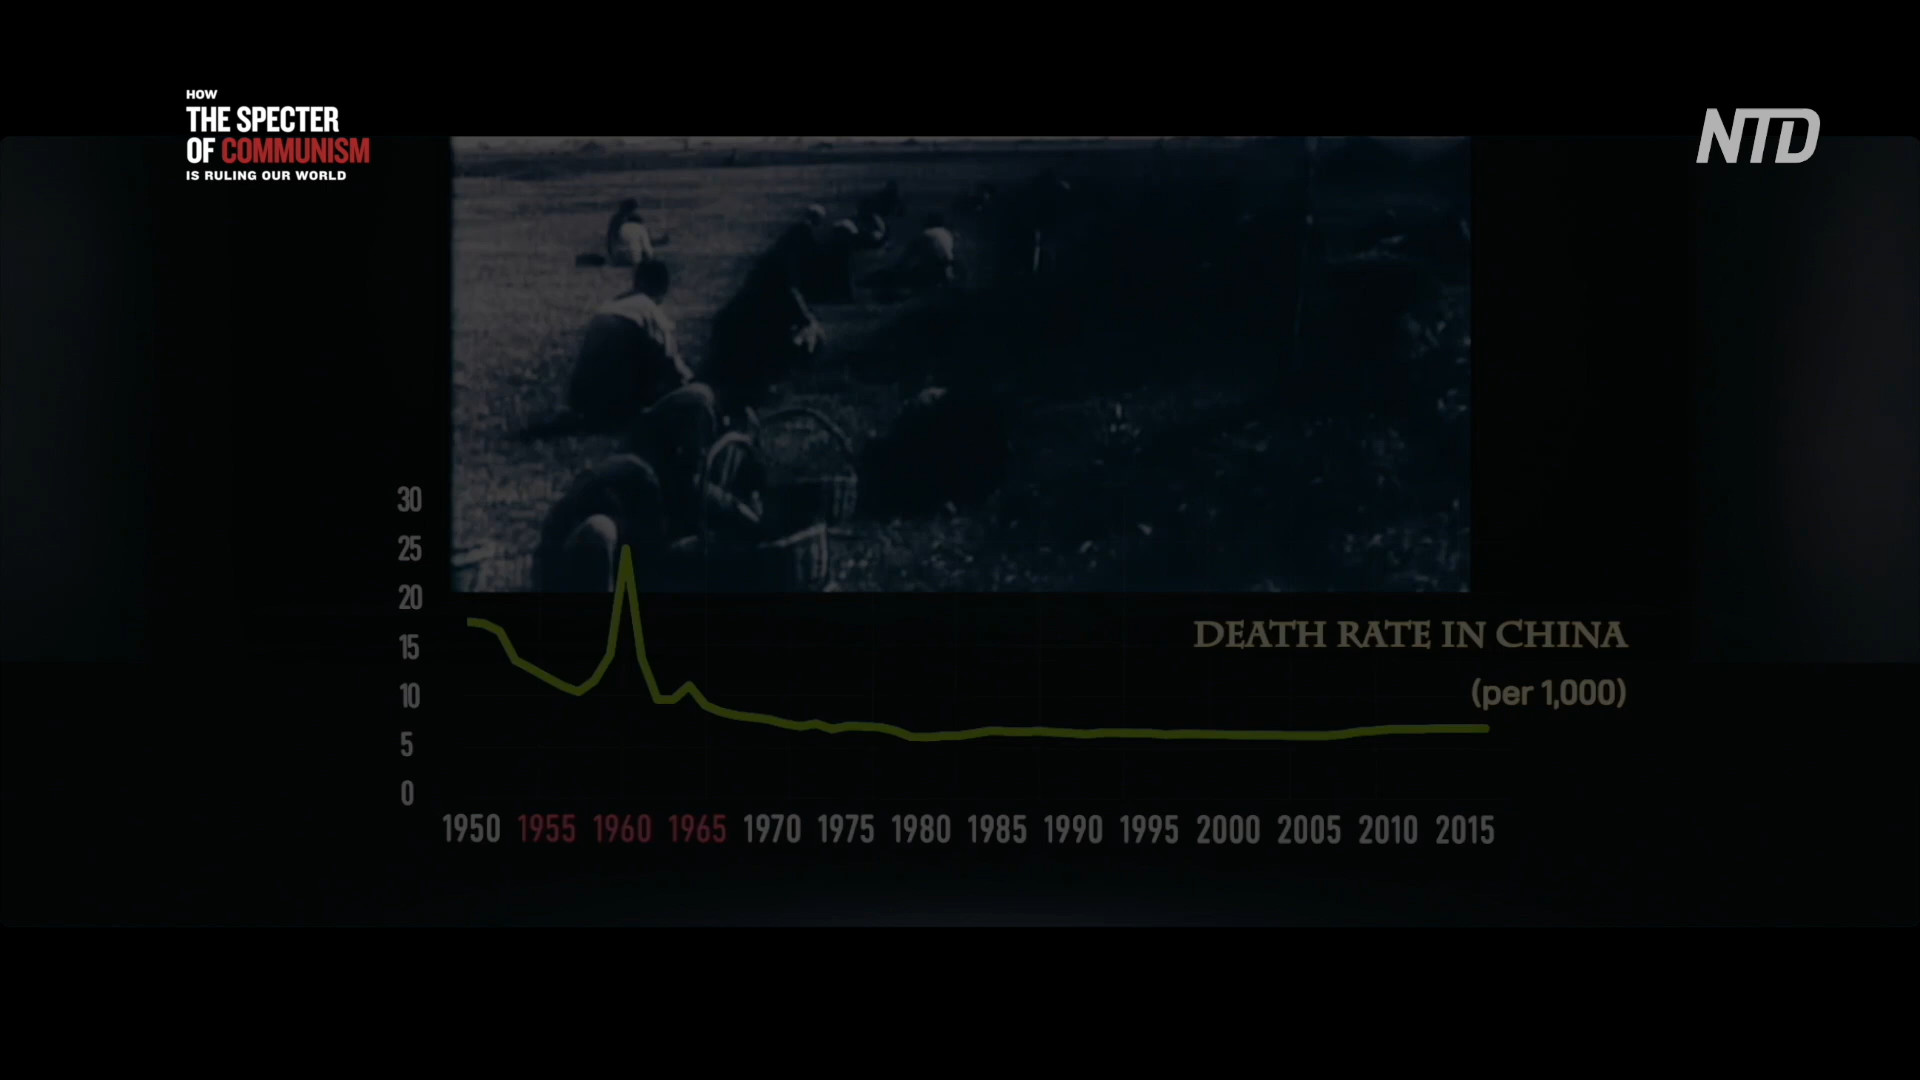 HOW
THE SPECTER
OF COMMUNISM
IS RULING OUR WORLD
NTD
30
25
20
15
10
5
0
DEATH RATE IN CHINA
(per 1,000)
1950 1955 1960 1965 1970 1975 1980 1985 1990 1995 2000 2005 2010 2015